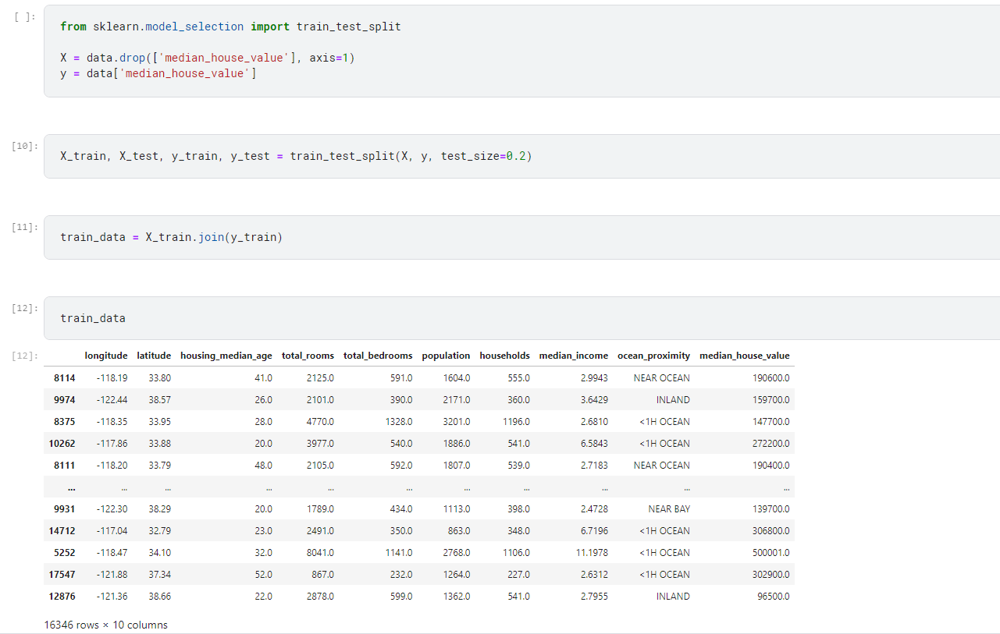 [ ]:
from sklearn.model_selection import train_test_split
X = data.drop(['median_house_value'], axis=1)
y = data['median_house_value']
[10]:
X_train, X_test, y_train, y_test = train_test_split(X, y, test_size=0.2)
[11]:
train_data = X_train.join(y_train)
[12]:
train_data
[12]:
longitude latitude housing_median_age total_rooms total_bedrooms population households median_income ocean_proximity median_house_value
8114 -118.19 33.80 41.0 2125.0 591.0 1604.0 555.0 2.9943 NEAR OCEAN 190600.0
9974 -122.44 38.57 26.0 2101.0 390.0 2171.0 360.0 3.6429 INLAND 159700.0
8375 -118.35 33.95 28.0 4770.0 1328.0 3201.0 1196.0 2.6810 <1H OCEAN 147700.0
10262 -117.86 33.88 20.0 3977.0 540.0 1886.0 541.0 6.5843 <1H OCEAN 272200.0
8111 -118.20 33.79 48.0 2105.0 592.0 1807.0 539.0 2.7183 NEAR OCEAN 190400.0
... ... ... ... ... ... ... ... ... ... ...
9931 -122.30 38.29 20.0 1789.0 434.0 1113.0 398.0 2.4728 NEAR BAY 139700.0
14712 -117.04 32.79 23.0 2491.0 350.0 863.0 348.0 6.7196 <1H OCEAN 306800.0
5252 -118.47 34.10 32.0 8041.0 1141.0 2768.0 1106.0 11.1978 <1H OCEAN 500001.0
17547 -121.88 37.34 52.0 867.0 232.0 1264.0 227.0 2.6312 <1H OCEAN 302900.0
12876 -121.36 38.66 22.0 2878.0 599.0 1362.0 541.0 2.7955 INLAND 96500.0
16346 rows × 10 columns